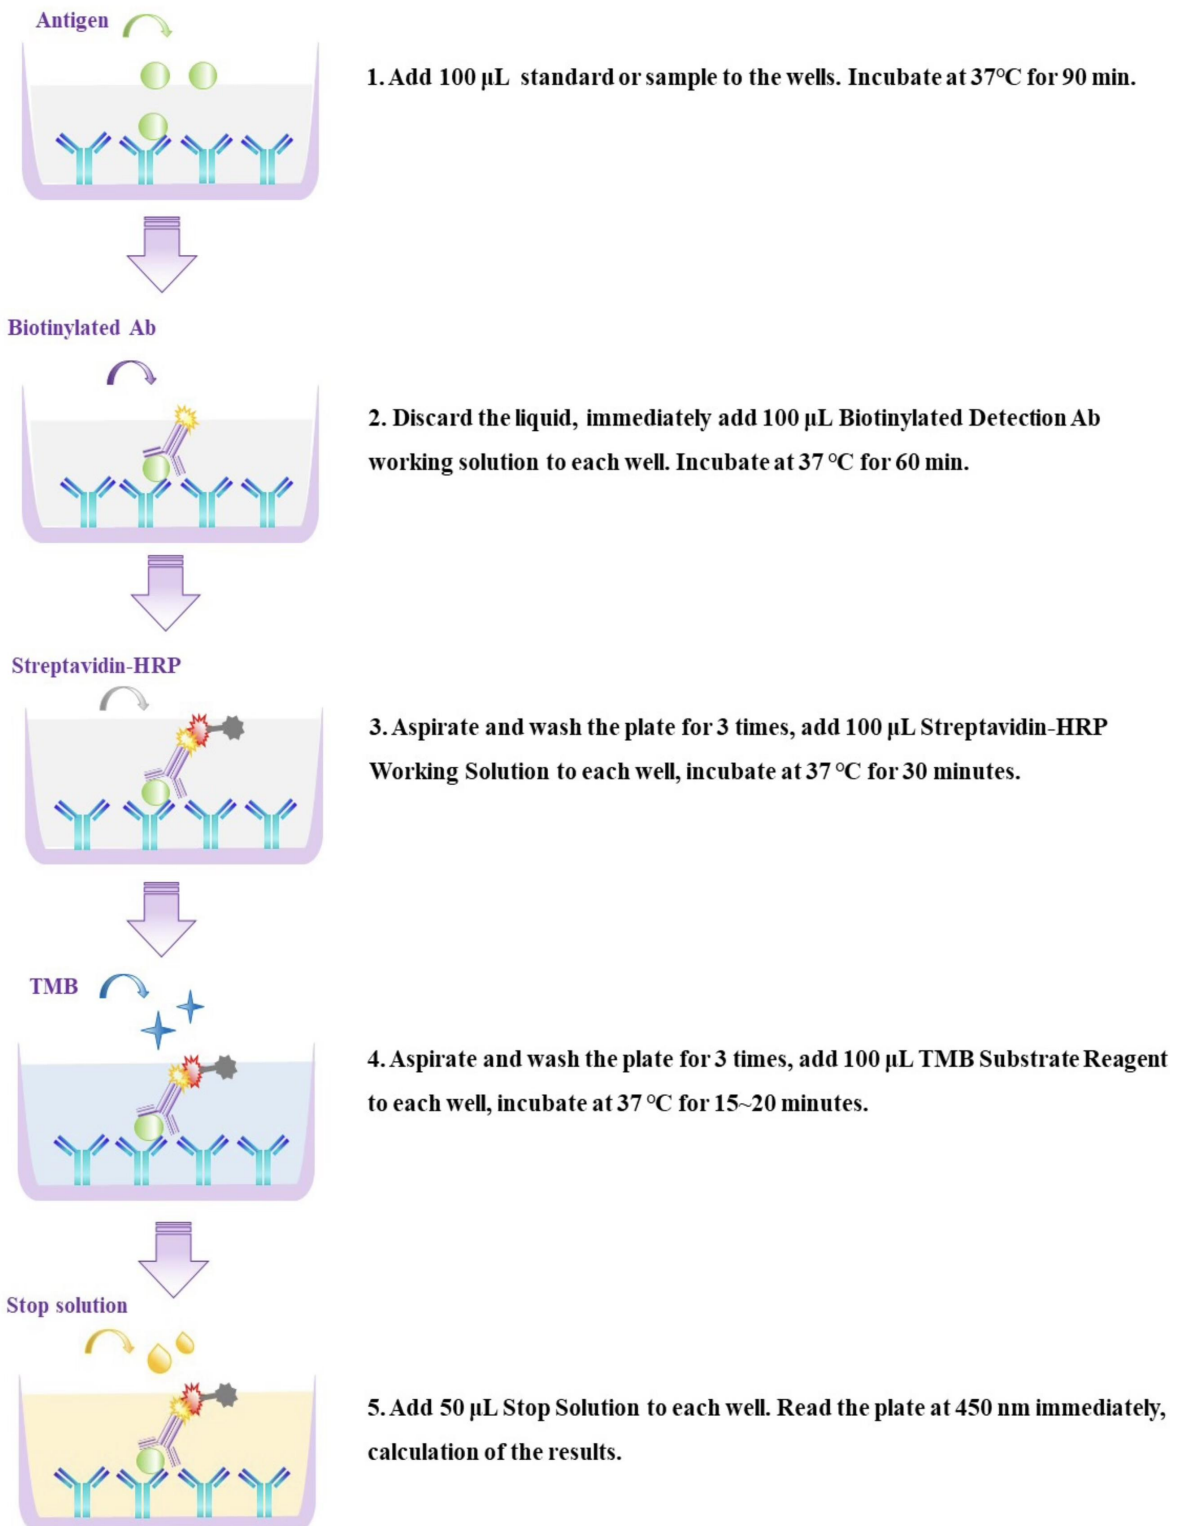 Antigen
1. Add 100 μL standard or sample to the wells. Incubate at 37℃ for 90 min.
Biotinylated Ab
2. Discard the liquid, immediately add 100 μL Biotinylated Detection Ab
working solution to each well. Incubate at 37 ℃ for 60 min.
Streptavidin-HRP
3. Aspirate and wash the plate for 3 times, add 100 μL Streptavidin-HRP
Working Solution to each well, incubate at 37 ℃ for 30 minutes.
TMB
4. Aspirate and wash the plate for 3 times, add 100 μL TMB Substrate Reagent
to each well, incubate at 37 ℃ for 15~20 minutes.
Stop solution
5. Add 50 μL Stop Solution to each well. Read the plate at 450 nm immediately,
calculation of the results.